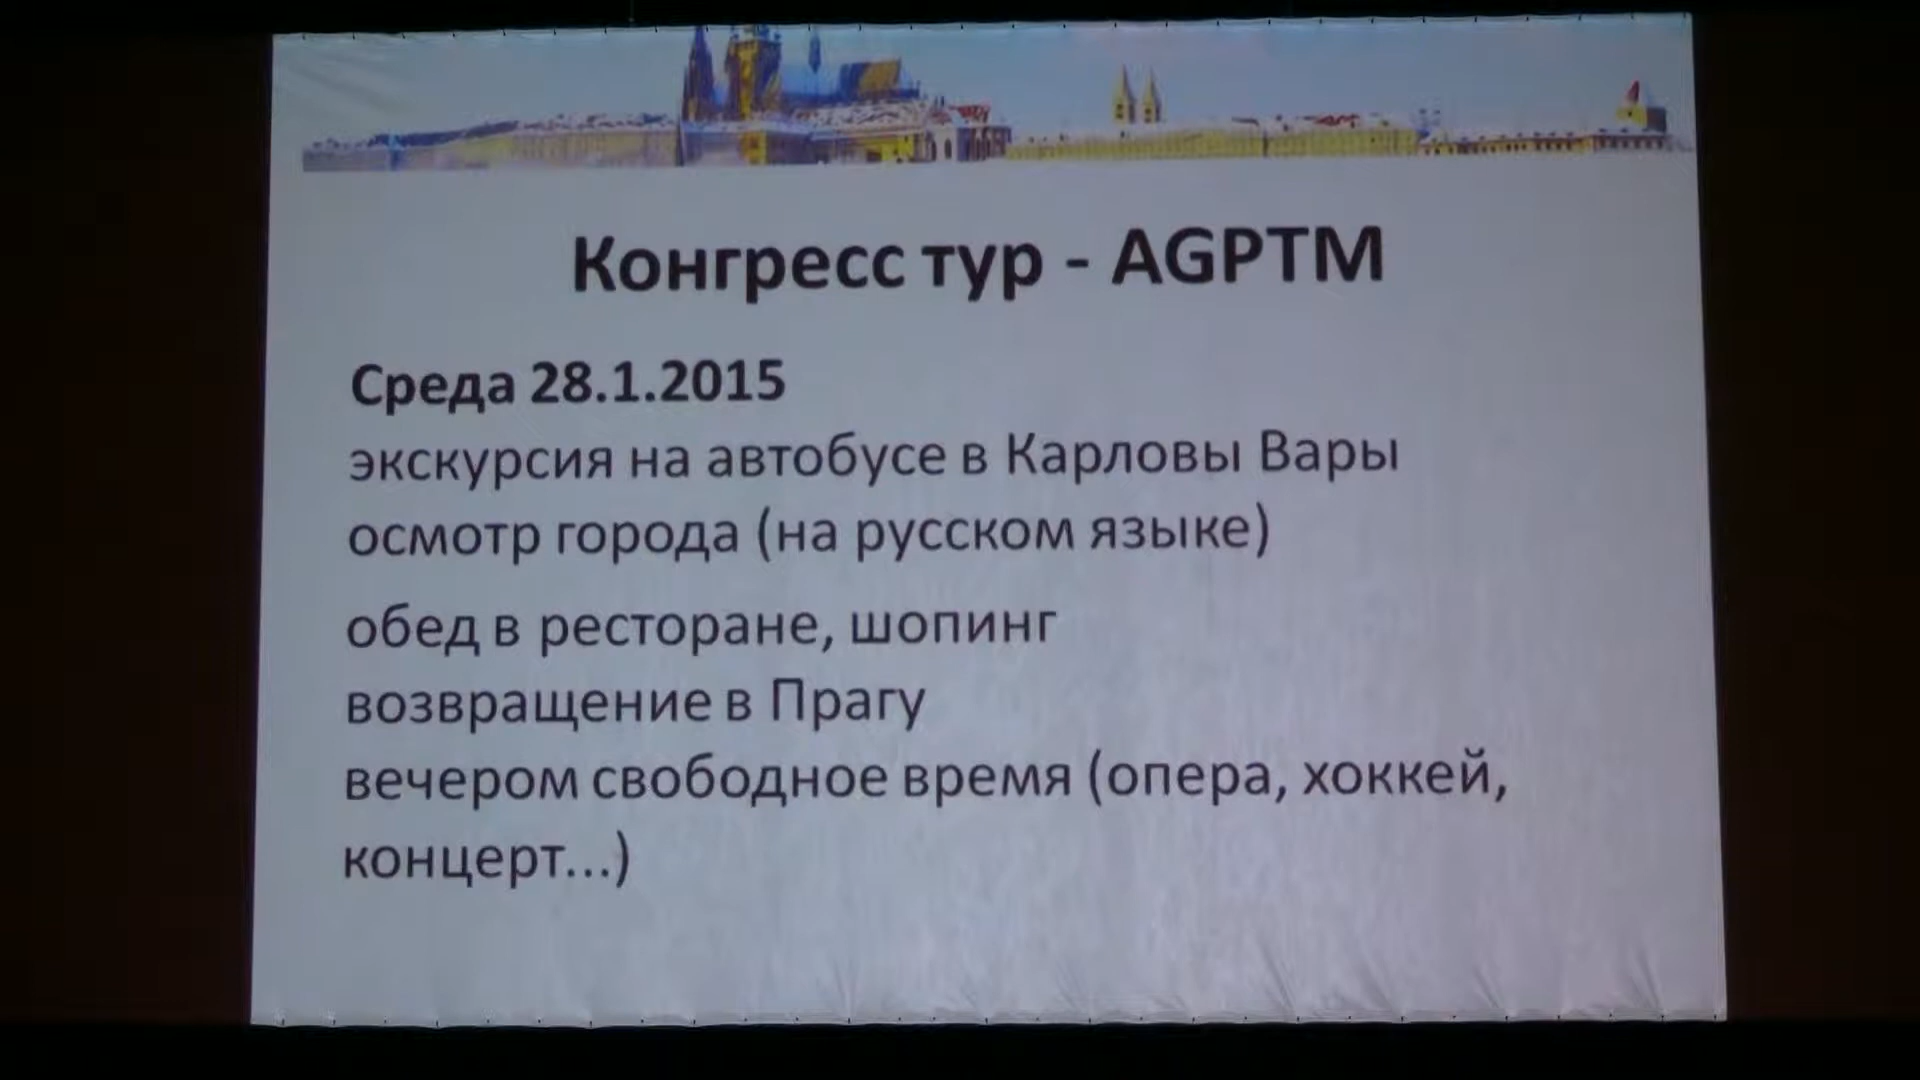 Конгресс тур - AGPTM
Среда 28.1.2015
экскурсия на автобусе в Карловы Вары
осмотр города (на русском языке)
обед в ресторане, шопинг
возвращение в Прагу
вечером свободное время (опера, хоккей,
концерт...)